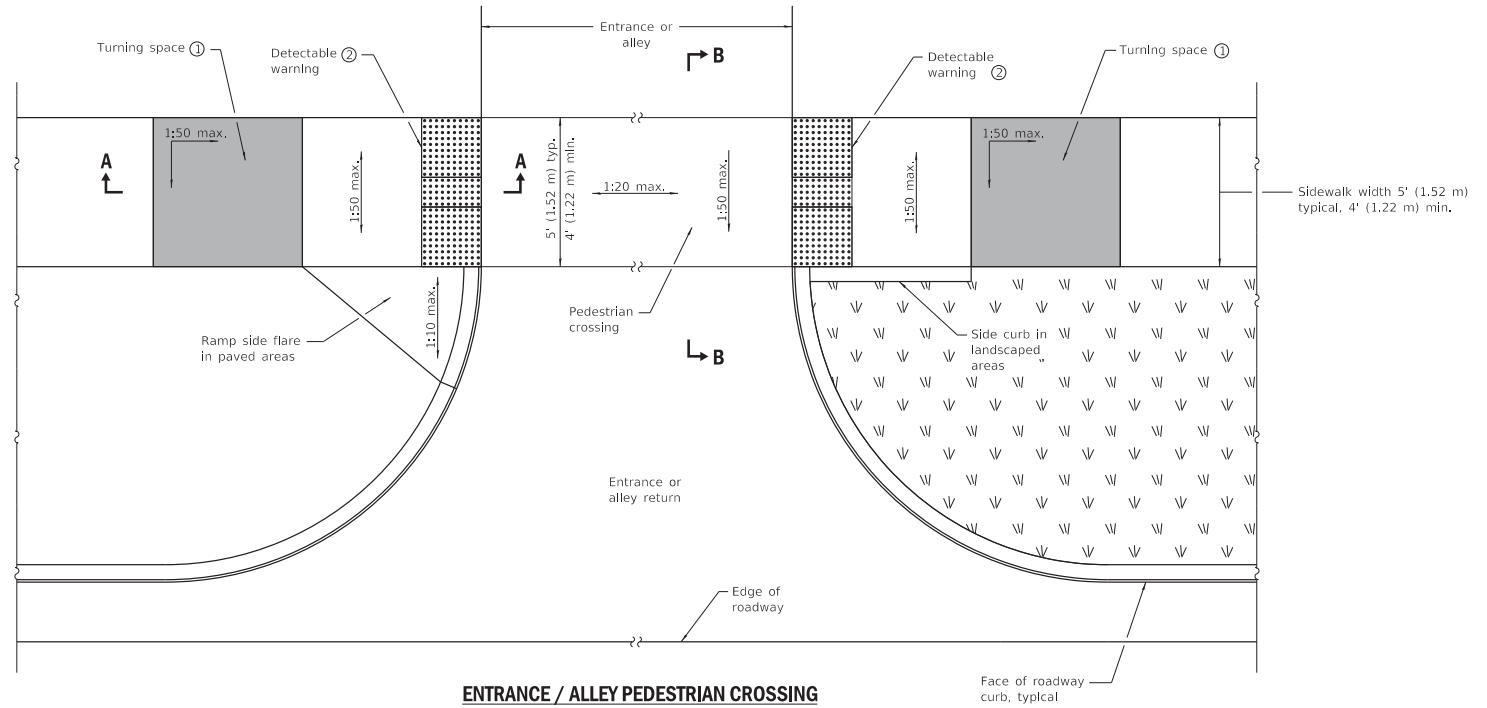 Entrance or
alley
Turning space ①
Detectable ②
warning
B
Detectable
warning ②
Turning space ①
1:50 max.
1:50 max.
A
A
1:50 max.
5' (1.52 m) typ.
4' (1.22 m) min.
1:20 max.
1:50 max.
1:50 max.
Sidewalk width 5' (1.52 m)
typical, 4' (1.22 m) min.
1:10 max.
Pedestrian
crossing
Ramp side flare
in paved areas
B
Side curb in
landscaped
areas "
Entrance or
alley return
Edge of
roadway
Face of roadway
curb, typical
ENTRANCE / ALLEY PEDESTRIAN CROSSING